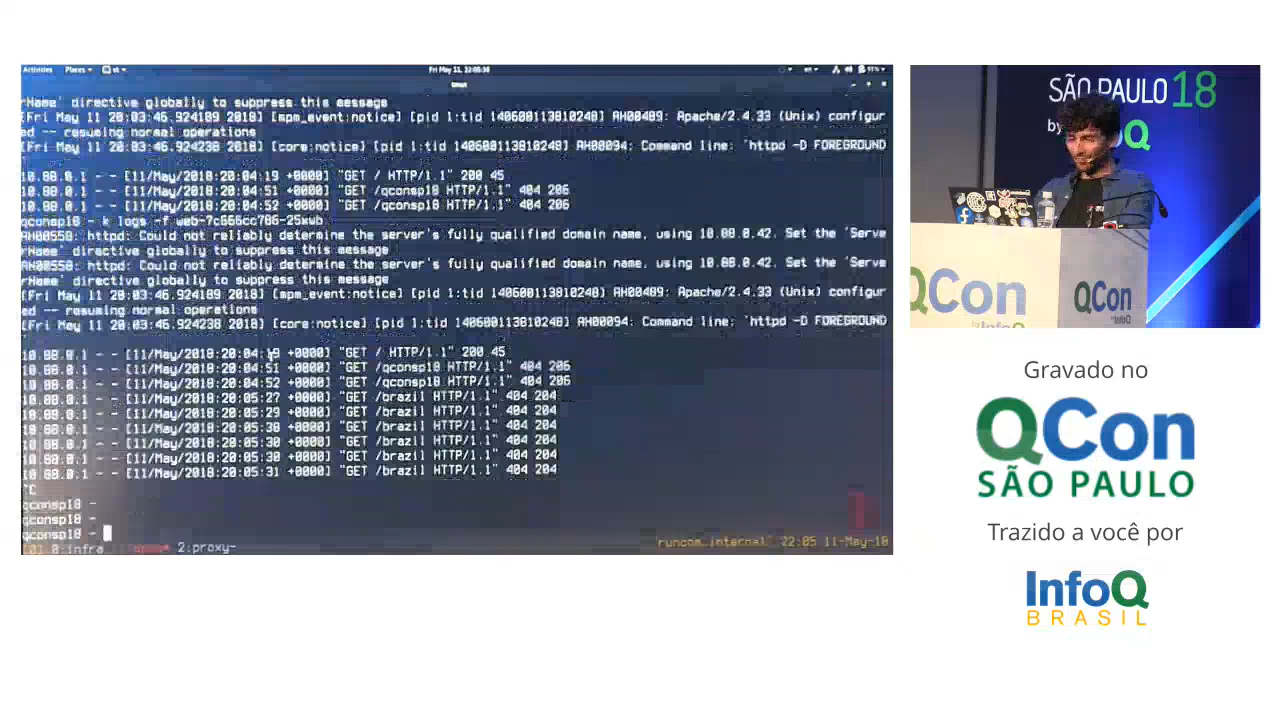 Activities Places
Fri May 11, 22:05:38
rName' directive globally to suppress this message
[Fri May 11 20:03:46.924189 2018] [mpm_event:notice] [pid 1:tid 140600113810248] AH00489: Apache/2.4.33 (Unix) configur
ed -- resuming normal operations
[Fri May 11 20:03:46.924238 2018] [core:notice] [pid 1:tid 140600113810248] AH00094: Command line: 'httpd -D FOREGROUND
10.88.0.1 - - [11/May/2018:20:04:19 +0000] "GET / HTTP/1.1" 200 45
10.88.0.1 - - [11/May/2018:20:04:51 +0000] "GET /qconsp18 HTTP/1.1" 404 206
10.88.0.1 - - [11/May/2018:20:04:52 +0000] "GET /qconsp18 HTTP/1.1" 404 206
qconsp18 ~ k logs -f web-7c666cc786-25xwb
AH00558: httpd: Could not reliably determine the server's fully qualified domain name, using 10.88.0.42. Set the 'Serve
rName' directive globally to suppress this message
AH00558: httpd: Could not reliably determine the server's fully qualified domain name, using 10.88.0.42. Set the 'Serve
rName' directive globally to suppress this message
[Fri May 11 20:03:46.924189 2018] [mpm_event:notice] [pid 1:tid 140600113810248] AH00489: Apache/2.4.33 (Unix) configur
ed -- resuming normal operations
[Fri May 11 20:03:46.924238 2018] [core:notice] [pid 1:tid 140600113810248] AH00094: Command line: 'httpd -D FOREGROUND
10.88.0.1 - - [11/May/2018:20:04:19 +0000] "GET / HTTP/1.1" 200 45
10.88.0.1 - - [11/May/2018:20:04:51 +0000] "GET /qconsp18 HTTP/1.1" 404 206
10.88.0.1 - - [11/May/2018:20:04:52 +0000] "GET /qconsp18 HTTP/1.1" 404 206
10.88.0.1 - - [11/May/2018:20:05:27 +0000] "GET /brazil HTTP/1.1" 404 204
10.88.0.1 - - [11/May/2018:20:05:29 +0000] "GET /brazil HTTP/1.1" 404 204
10.88.0.1 - - [11/May/2018:20:05:30 +0000] "GET /brazil HTTP/1.1" 404 204
10.88.0.1 - - [11/May/2018:20:05:30 +0000] "GET /brazil HTTP/1.1" 404 204
10.88.0.1 - - [11/May/2018:20:05:30 +0000] "GET /brazil HTTP/1.1" 404 204
10.88.0.1 - - [11/May/2018:20:05:31 +0000] "GET /brazil HTTP/1.1" 404 204
^C
qconsp18 ~
qconsp18 ~
qconsp18 ~
0:infra 2:proxy- 22:05 11-May-18
SÃO PAULO 18
by InfoQ
QCon
by InfoQ
QCon
Gravado no
QCon
SÃO PAULO
Trazido a você por
InfoQ
BRASIL